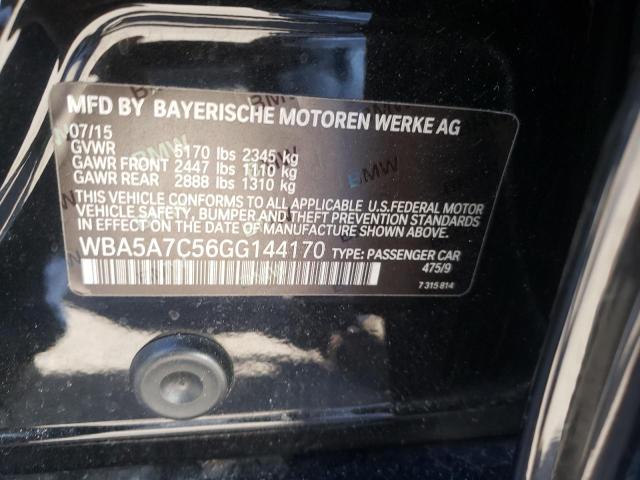 MFD BY BAYERISCHE MOTOREN WERKE AG
07/15
GVWR 5170 lbs 2345 kg
GAWR FRONT 2447 lbs 1110 kg
GAWR REAR 2888 lbs 1310 kg
THIS VEHICLE CONFORMS TO ALL APPLICABLE U.S.FEDERAL MOTOR
VEHICLE SAFETY, BUMPER AND THEFT PREVENTION STANDARDS
IN EFFECT ON THE DATE OF MANUFACTURE SHOWN ABOVE.
WBA5A7C56GG144170 TYPE: PASSENGER CAR
475/9
7 315 814